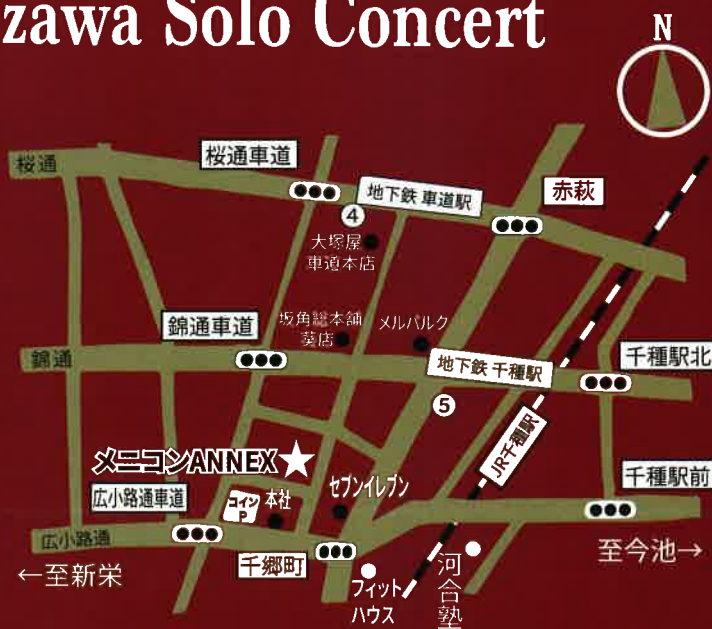 zawa Solo Concert
N
桜通車道
桜通
地下鉄 車道駅
赤萩
④
大塚屋
車道本店
錦通車道
坂角総本舗
葵店
メルパルク
錦通
地下鉄 千種駅
千種駅北
⑤
JR千種駅
メニコンANNEX
広小路通車道
コイン
P
本社
セブンイレブン
千種駅前
広小路通
千郷町
至今池→
←至新栄
フィット
ハウス
河合塾